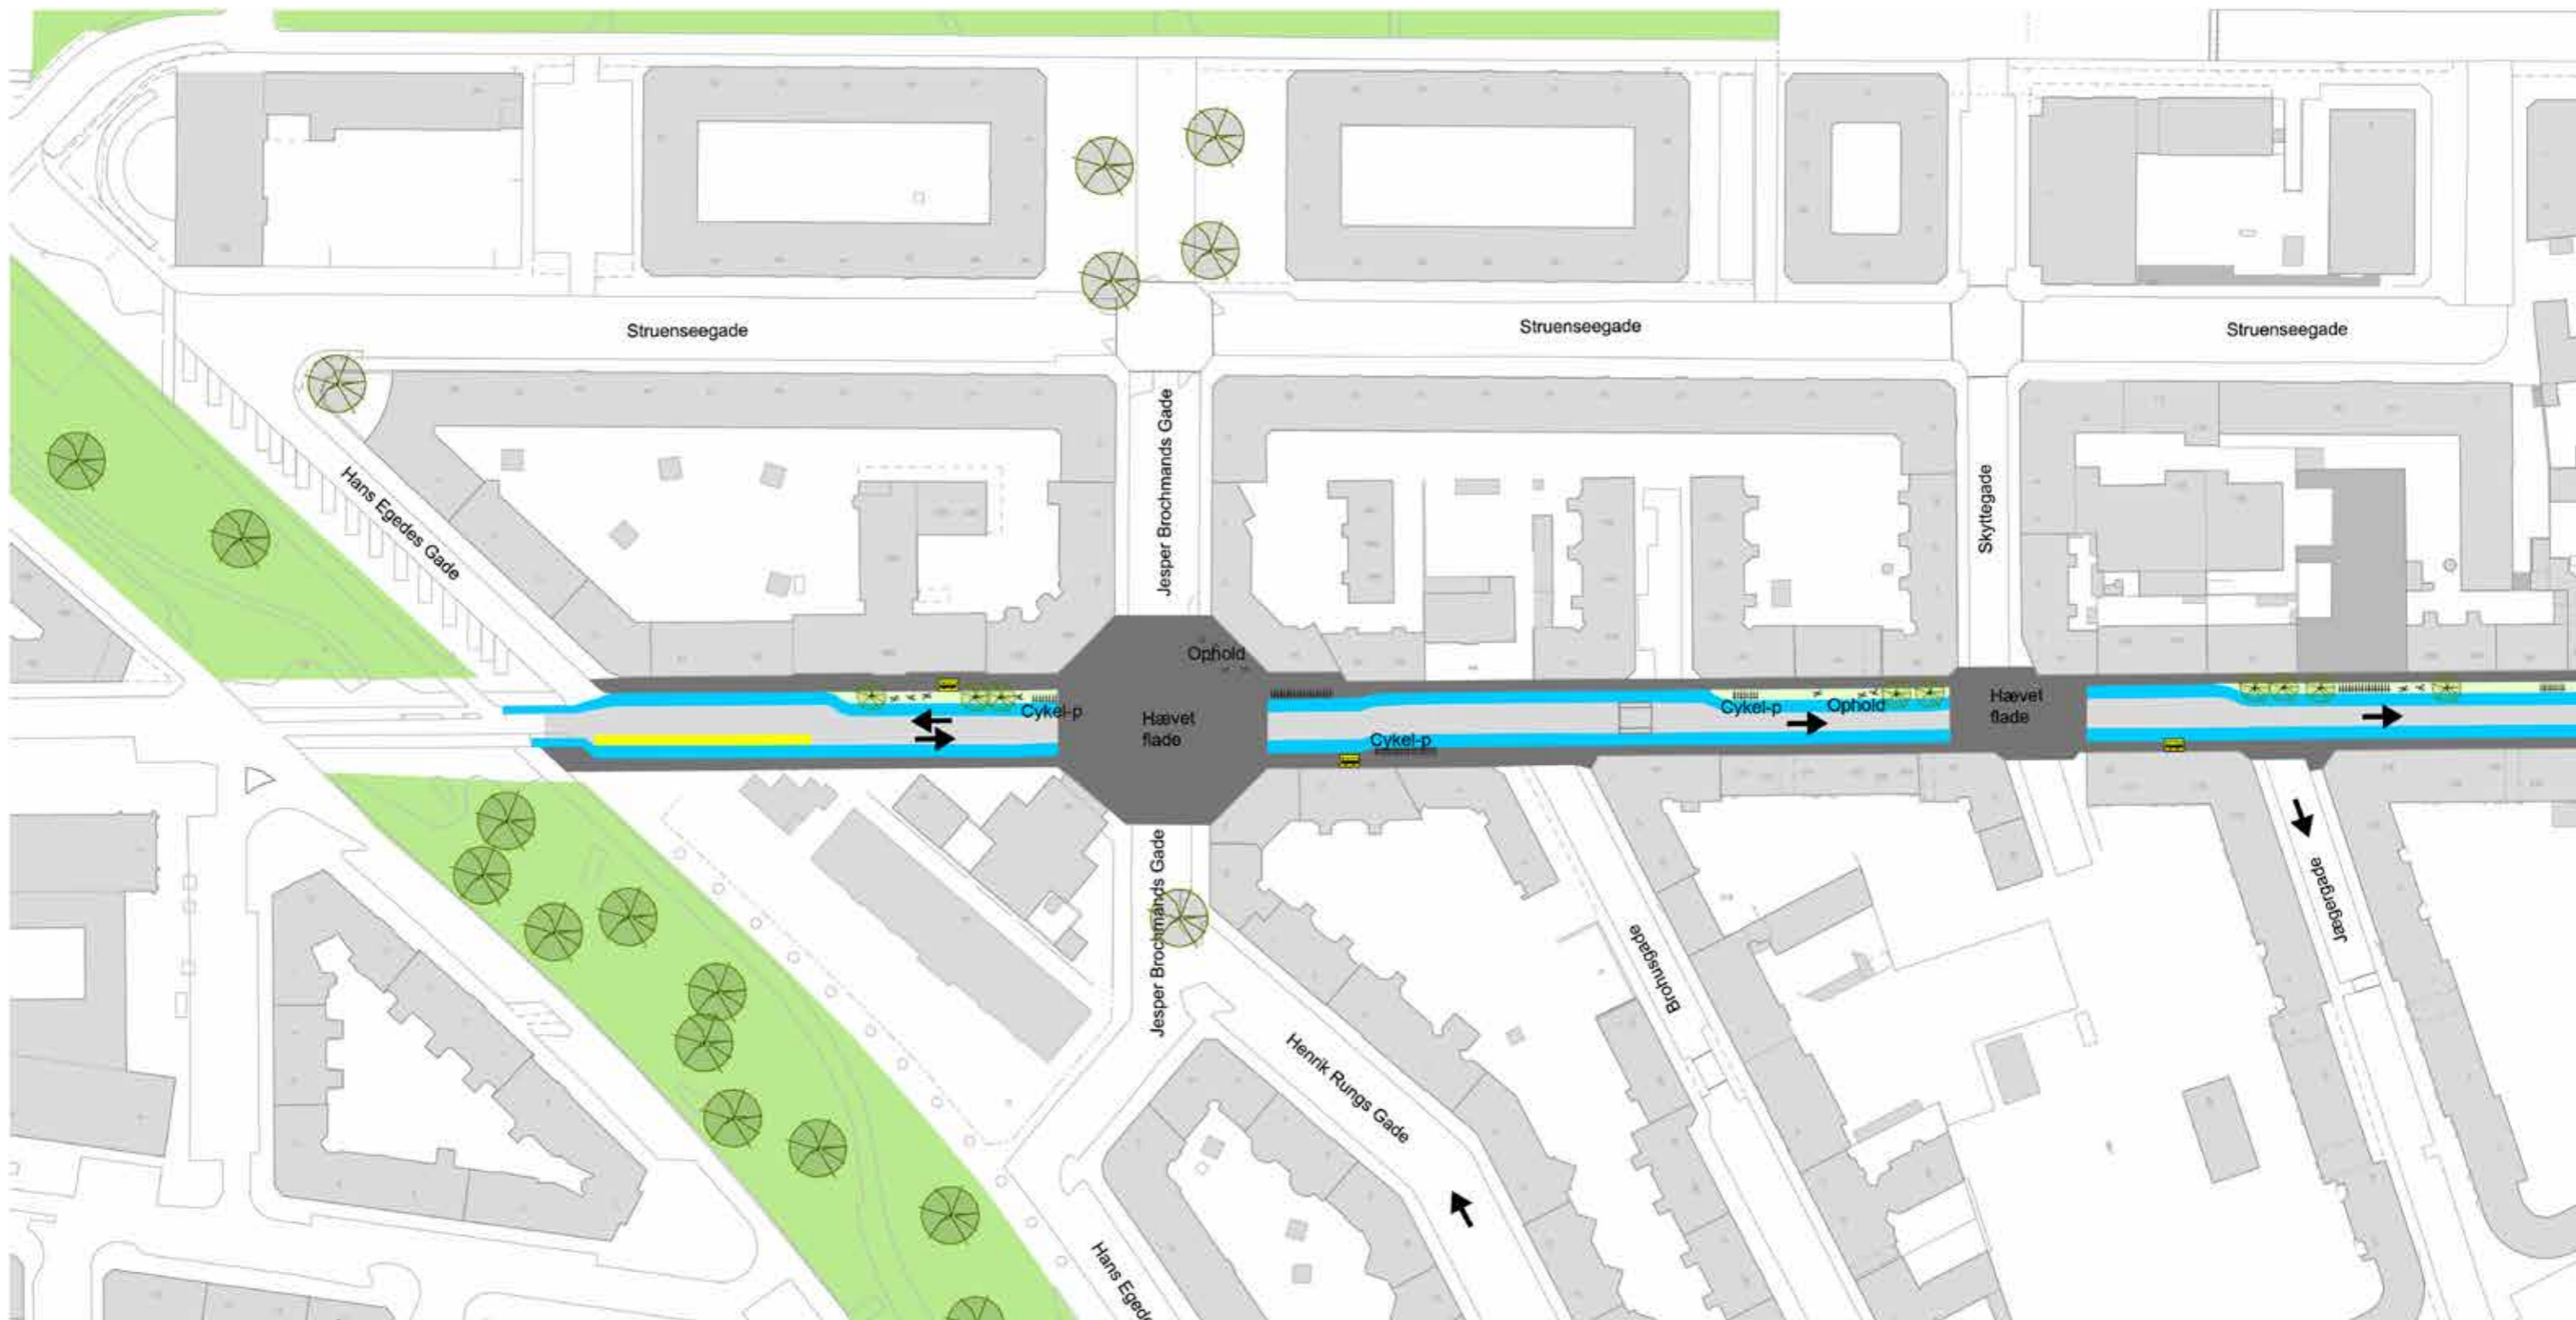 Struenseegade
Struenseegade
Struenseegade
Hans Egedes Gade
Jesper Brochmands Gade
Skyttegade
Ophold
Cykel-p
Hævet
flade
Cykel-p
Cykel-p
Ophold
Hævet
flade
Jesper Brochmands Gade
Jægergade
Brohusgade
Henrik Rungs Gade
Hans Egede